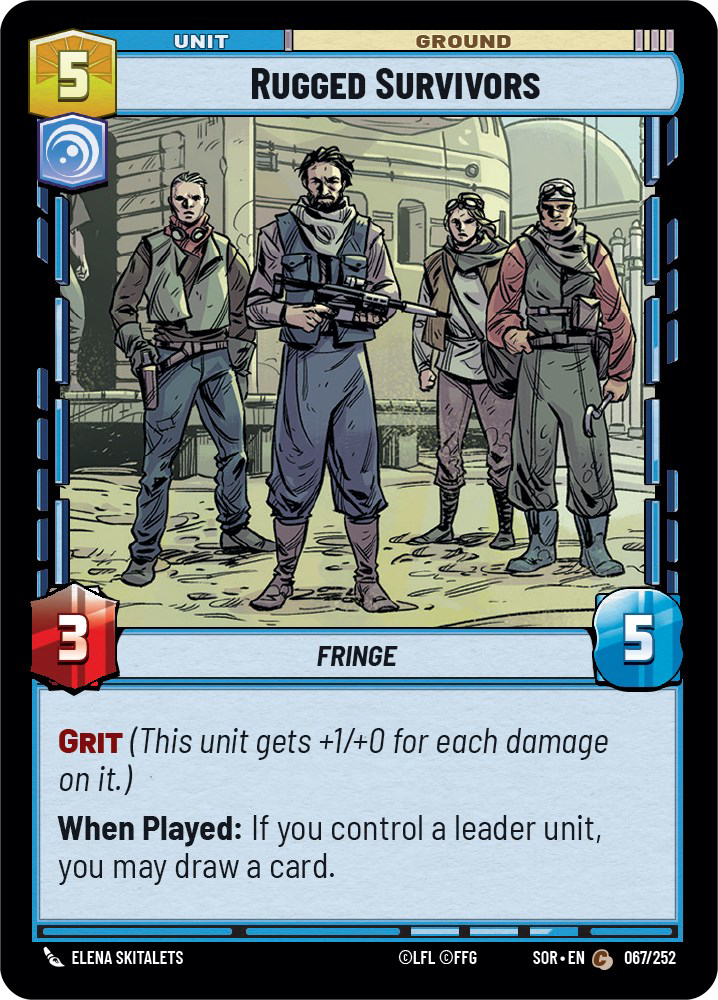 UNIT
GROUND
5
RUGGED SURVIVORS
3
FRINGE
5
GRIT (This unit gets +1/+0 for each damage
on it.)
When Played: If you control a leader unit,
you may draw a card.
ELENA SKITALETS
©LFL ©FFG
SOR • EN C 067/252